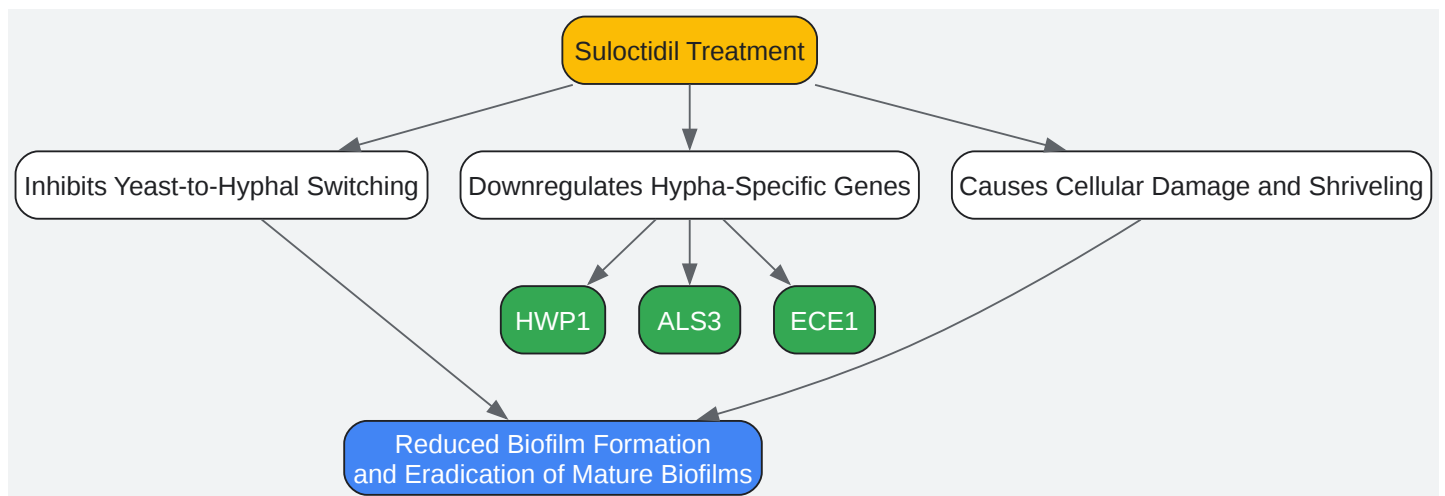 Suloctidil Treatment
Inhibits Yeast-to-Hyphal Switching
Downregulates Hypha-Specific Genes
Causes Cellular Damage and Shriveling
HWP1
ALS3
ECE1
Reduced Biofilm Formation
and Eradication of Mature Biofilms